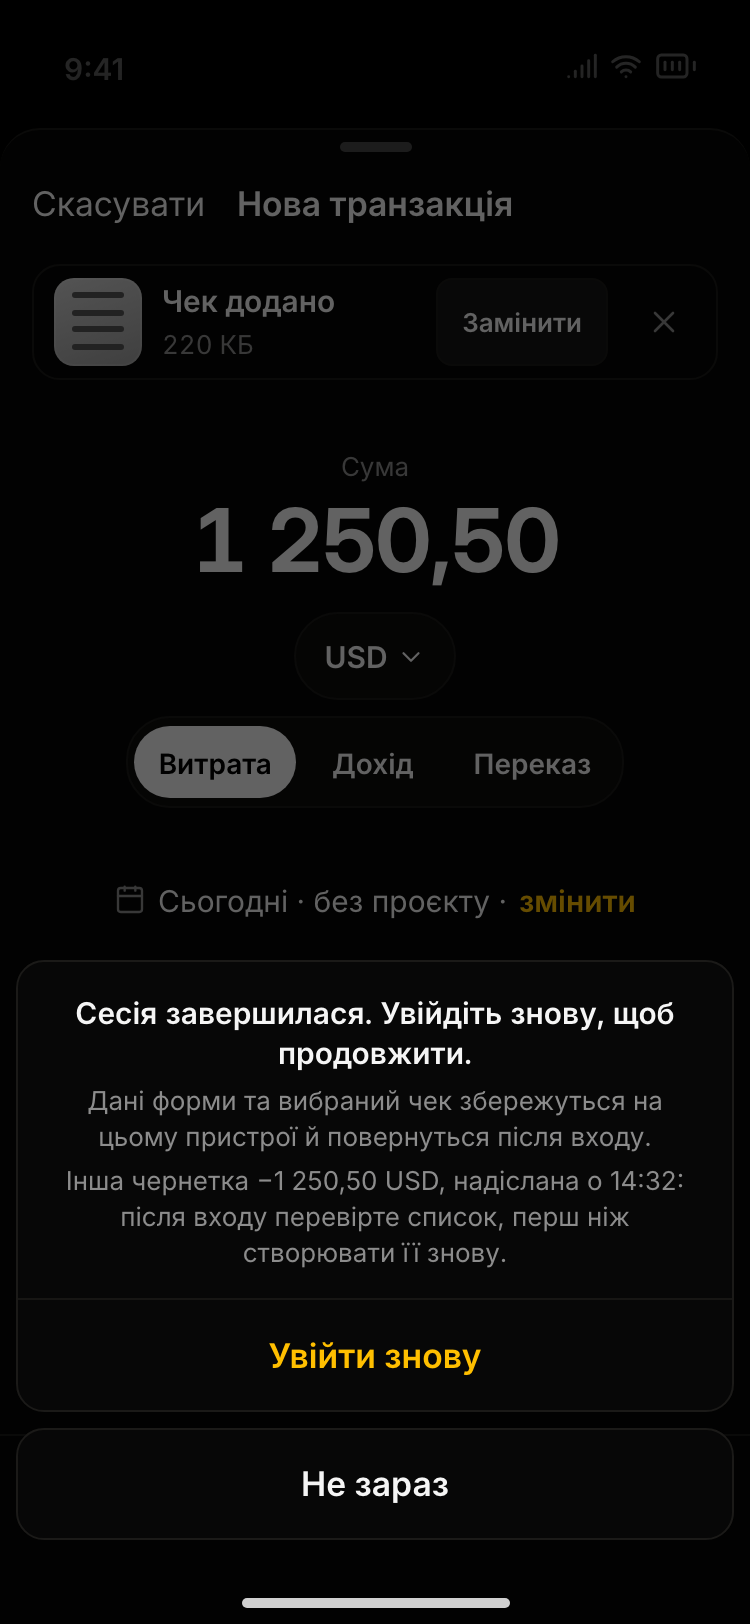 9:41
Скасувати Нова транзакція
Чек додано
220 КБ
Замінити
Сума
1 250,50
USD
Витрата Дохід Переказ
Сьогодні · без проєкту · змінити
Сесія завершилася. Увійдіть знову, щоб
продовжити.
Дані форми та вибраний чек збережуться на
цьому пристрої й повернуться після входу.
Інша чернетка −1 250,50 USD, надіслана о 14:32:
після входу перевірте список, перш ніж
створювати її знову.
Увійти знову
Не зараз